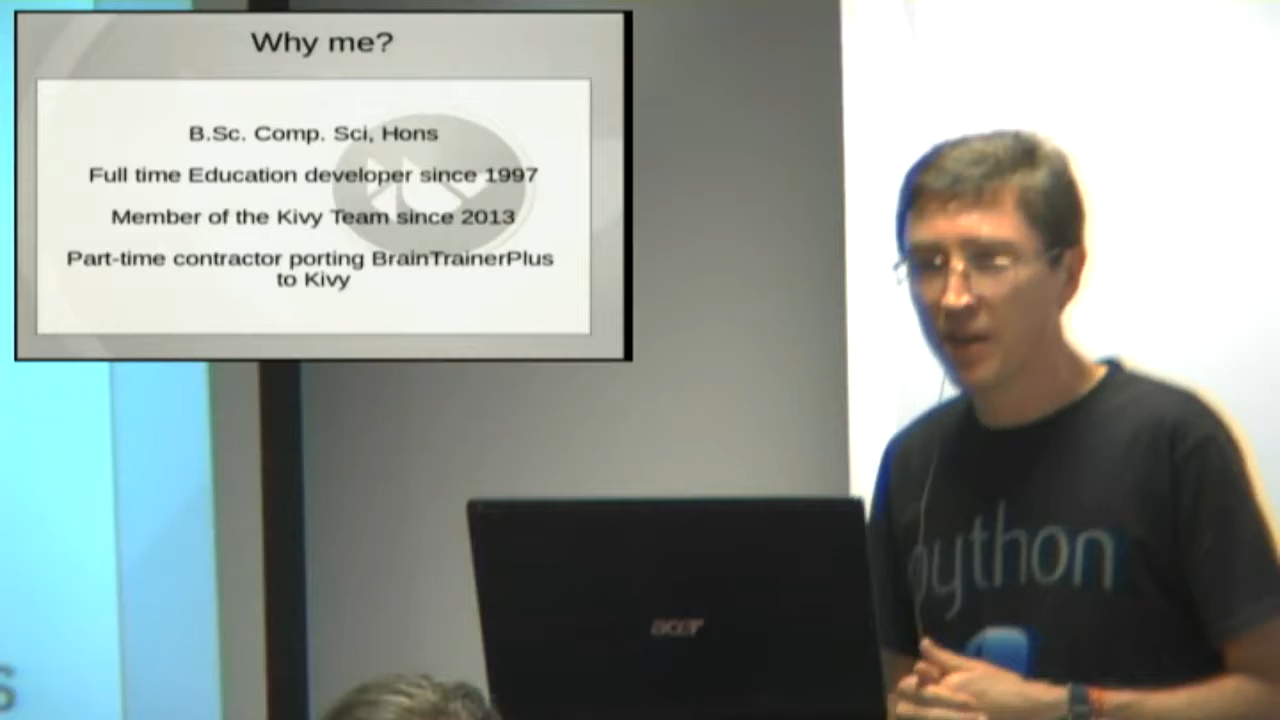 Why me?
B.Sc. Comp. Sci, Hons
Full time Education developer since 1997
Member of the Kivy Team since 2013
Part-time contractor porting BrainTrainerPlus
to Kivy
python
acer
s